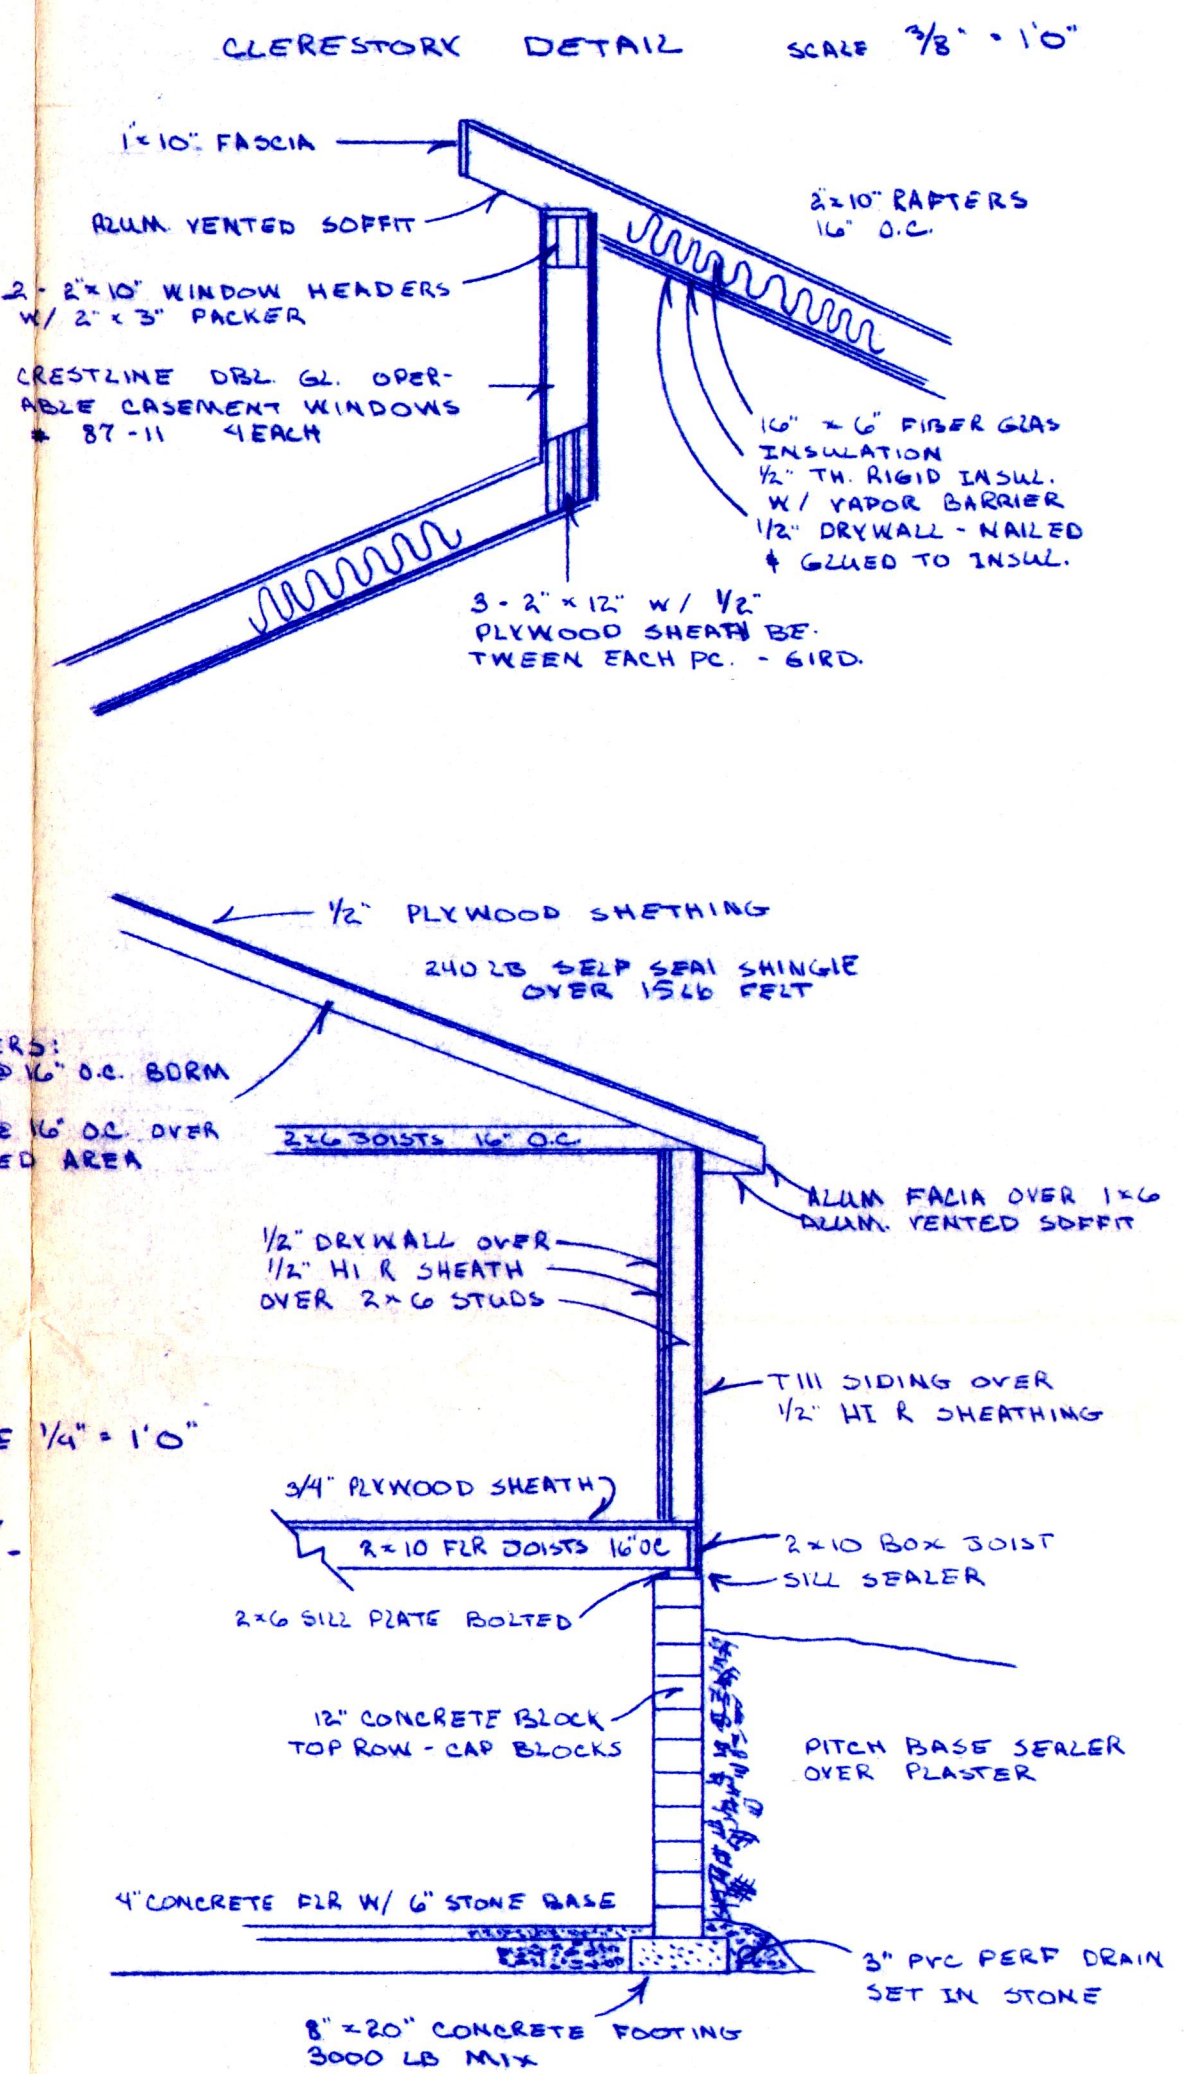 CLERESTORY DETAIL SCALE 3/8" = 1'0"
1"x10" FASCIA
ALUM. VENTED SOFFIT
2"x10" RAFTERS
16" O.C.
2 - 2"x10" WINDOW HEADERS
W/ 2" x 3" PACKER
CRESTLINE DBL. GL. OPER-
ABLE CASEMENT WINDOWS
# 87-11 4 EACH
16" x 6" FIBER GLAS
INSULATION
1/2" TH. RIGID INSUL.
W/ VAPOR BARRIER
1/2" DRYWALL - NAILED
& GLUED TO INSUL.
3 - 2" x 12" W/ 1/2"
PLYWOOD SHEATH BE-
TWEEN EACH PC. - GIRD.
1/2" PLYWOOD SHETHING
240 LB SELF SEAL SHINGLE
OVER 15 Lb FELT
ERS:
@ 16" O.C. BDRM
@ 16" O.C. OVER
ED AREA
2x6 JOISTS 16" O.C.
ALUM FACIA OVER 1x6
ALUM. VENTED SOFFIT
1/2" DRYWALL OVER
1/2" HI R SHEATH
OVER 2x6 STUDS
T111 SIDING OVER
1/2" HI R SHEATHING
E 1/4" = 1'0"
3/4" PLYWOOD SHEATH
2x10 FLR JOISTS 16" OC
2x10 BOX JOIST
SILL SEALER
2x6 SILL PLATE BOLTED
12" CONCRETE BLOCK
TOP ROW - CAP BLOCKS
PITCH BASE SEALER
OVER PLASTER
4" CONCRETE FLR W/ 6" STONE BASE
3" PVC PERF DRAIN
SET IN STONE
8" x 20" CONCRETE FOOTING
3000 LB MIX